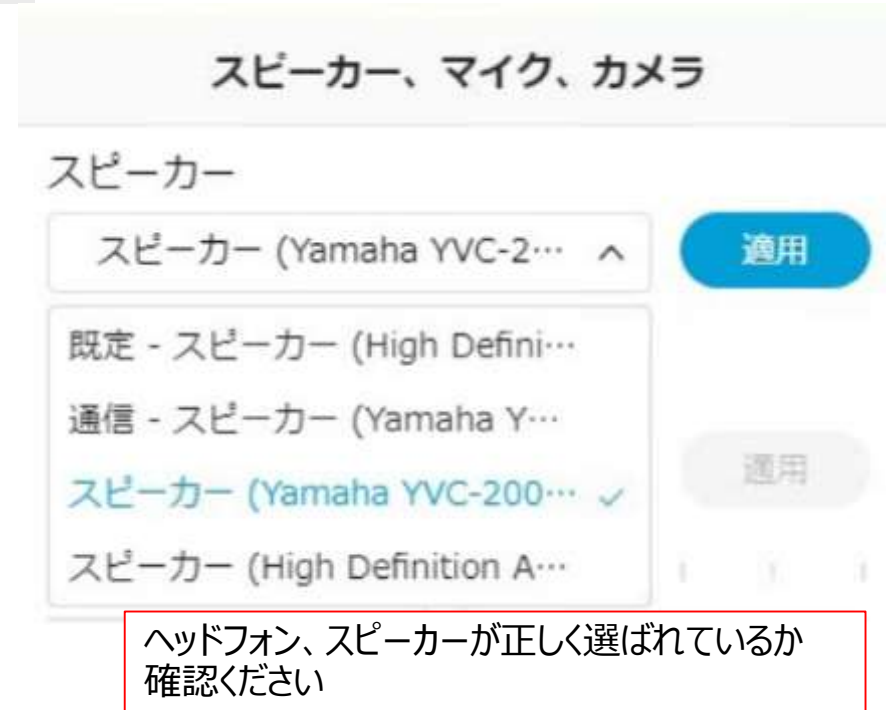 スピーカー、マイク、カメラ
スピーカー
スピーカー (Yamaha YVC-2…
適用
既定 - スピーカー (High Defini…
通信 - スピーカー (Yamaha Y…
スピーカー (Yamaha YVC-200…
適用
スピーカー (High Definition A…
ヘッドフォン、スピーカーが正しく選ばれているか
確認ください